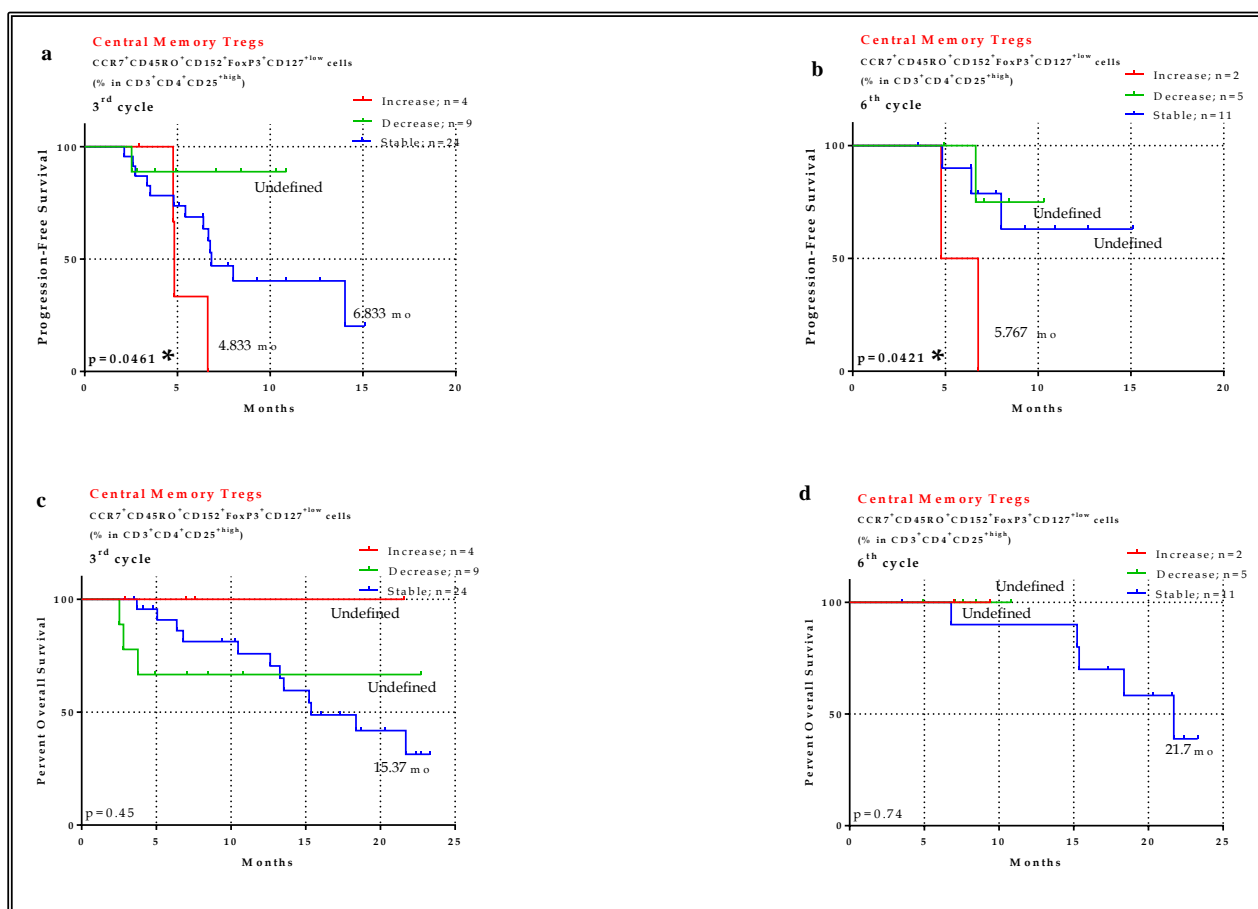 a
Central Memory Tregs
CCR7⁺CD45RO⁺CD152⁺FoxP3⁺CD127⁺ˡᵒʷ cells
(% in CD3⁺CD4⁺CD25⁺ʰⁱᵍʰ)
3ʳᵈ cycle
Increase; n=4
Decrease; n=9
Stable; n=24
Progression-Free Survival
100
50
0
Undefined
6.833 mo
4.833 mo
p=0.0461 *
0 5 10 15 20
Months
b
Central Memory Tregs
CCR7⁺CD45RO⁺CD152⁺FoxP3⁺CD127⁺ˡᵒʷ cells
(% in CD3⁺CD4⁺CD25⁺ʰⁱᵍʰ)
6ᵗʰ cycle
Increase; n=2
Decrease; n=5
Stable; n=11
Progression-Free Survival
100
50
0
Undefined
Undefined
5.767 mo
p=0.0421 *
0 5 10 15 20
Months
c
Central Memory Tregs
CCR7⁺CD45RO⁺CD152⁺FoxP3⁺CD127⁺ˡᵒʷ cells
(% in CD3⁺CD4⁺CD25⁺ʰⁱᵍʰ)
3ʳᵈ cycle
Increase; n=4
Decrease; n=9
Stable; n=24
Percent Overall Survival
100
50
0
Undefined
Undefined
15.37 mo
p=0.45
0 5 10 15 20 25
Months
d
Central Memory Tregs
CCR7⁺CD45RO⁺CD152⁺FoxP3⁺CD127⁺ˡᵒʷ cells
(% in CD3⁺CD4⁺CD25⁺ʰⁱᵍʰ)
6ᵗʰ cycle
Increase; n=2
Decrease; n=5
Stable; n=11
Percent Overall Survival
100
50
0
Undefined
Undefined
21.7 mo
p=0.74
0 5 10 15 20 25
Months